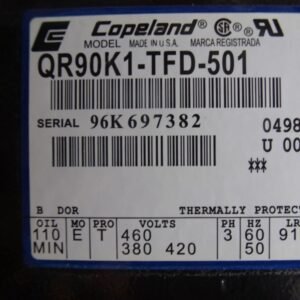 Copeland®
MODEL MADE IN U.S.A. MARCA REGISTRADA
QR90K1-TFD-501
SERIAL 96K697382
0498
U 00
***
B DOR THERMALLY PROTEC
OIL MO PRO VOLTS PH HZ LR
110 E T 460 3 60 91
MIN 380 420 50